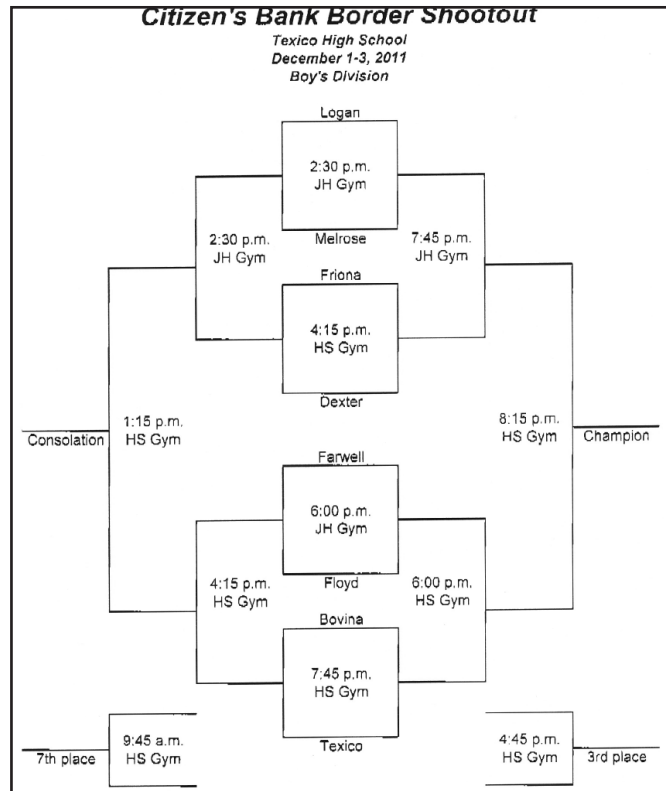 Citizen's Bank Border Shootout
Texico High School
December 1-3, 2011
Boy's Division
Logan
2:30 p.m.
JH Gym
Melrose
2:30 p.m.
JH Gym
7:45 p.m.
JH Gym
Friona
4:15 p.m.
HS Gym
Dexter
1:15 p.m.
HS Gym
Consolation
8:15 p.m.
HS Gym
Champion
Farwell
6:00 p.m.
JH Gym
Floyd
4:15 p.m.
HS Gym
6:00 p.m.
HS Gym
Bovina
7:45 p.m.
HS Gym
Texico
9:45 a.m.
HS Gym
7th place
4:45 p.m.
HS Gym
3rd place